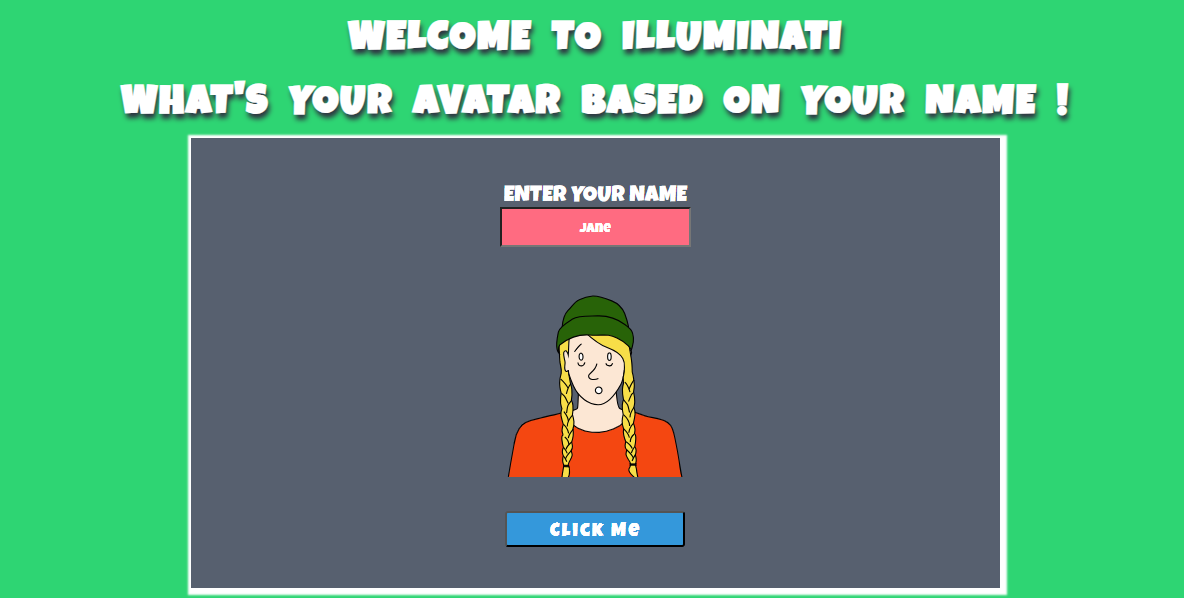 WELCOME TO ILLUMINATI
WHAT'S YOUR AVATAR BASED ON YOUR NAME !
ENTER YOUR NAME
Jane
Click Me